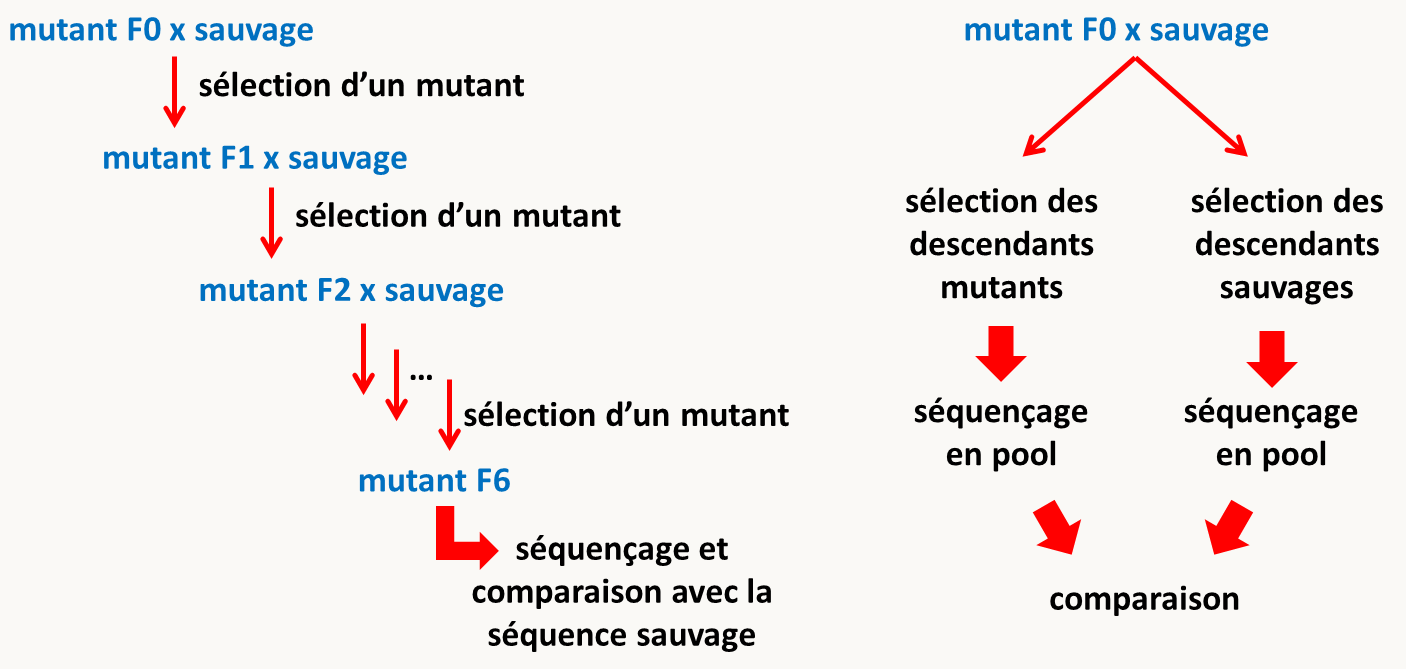 mutant F0 x sauvage
sélection d’un mutant
mutant F1 x sauvage
sélection d’un mutant
mutant F2 x sauvage
...
sélection d’un mutant
mutant F6
séquençage et
comparaison avec la
séquence sauvage
mutant F0 x sauvage
sélection des
descendants
mutants
séquençage
en pool
sélection des
descendants
sauvages
séquençage
en pool
comparaison